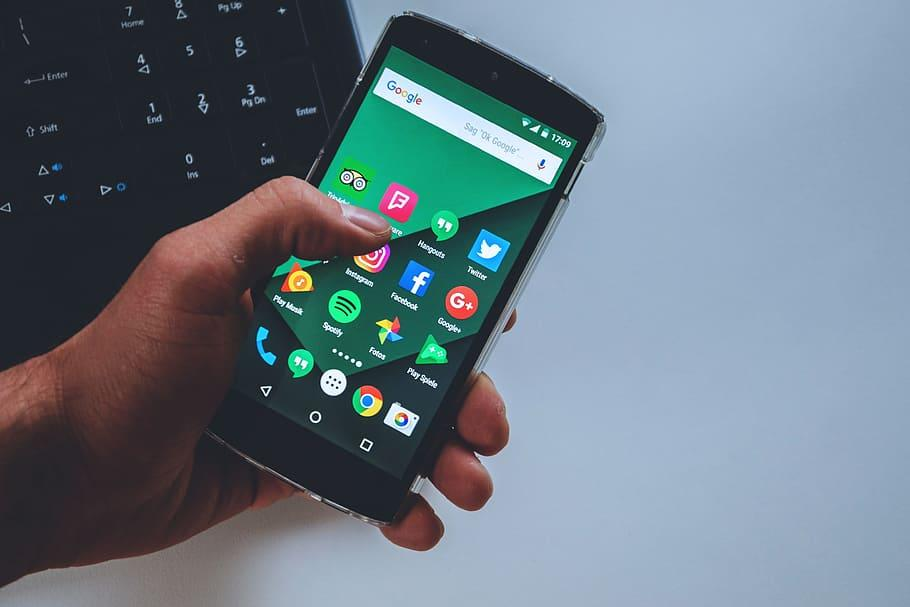 7
Home
8
Pg Up
+
4
5
6
Enter
1
End
2
3
Pg Dn
Enter
Shift
0
Ins
.
Del
Google
Sag "Ok Google"...
17:09
Hangouts
Twitter
Instagram
Facebook
G+
Google+
Play Musik
Spotify
Fotos
Play Spiele